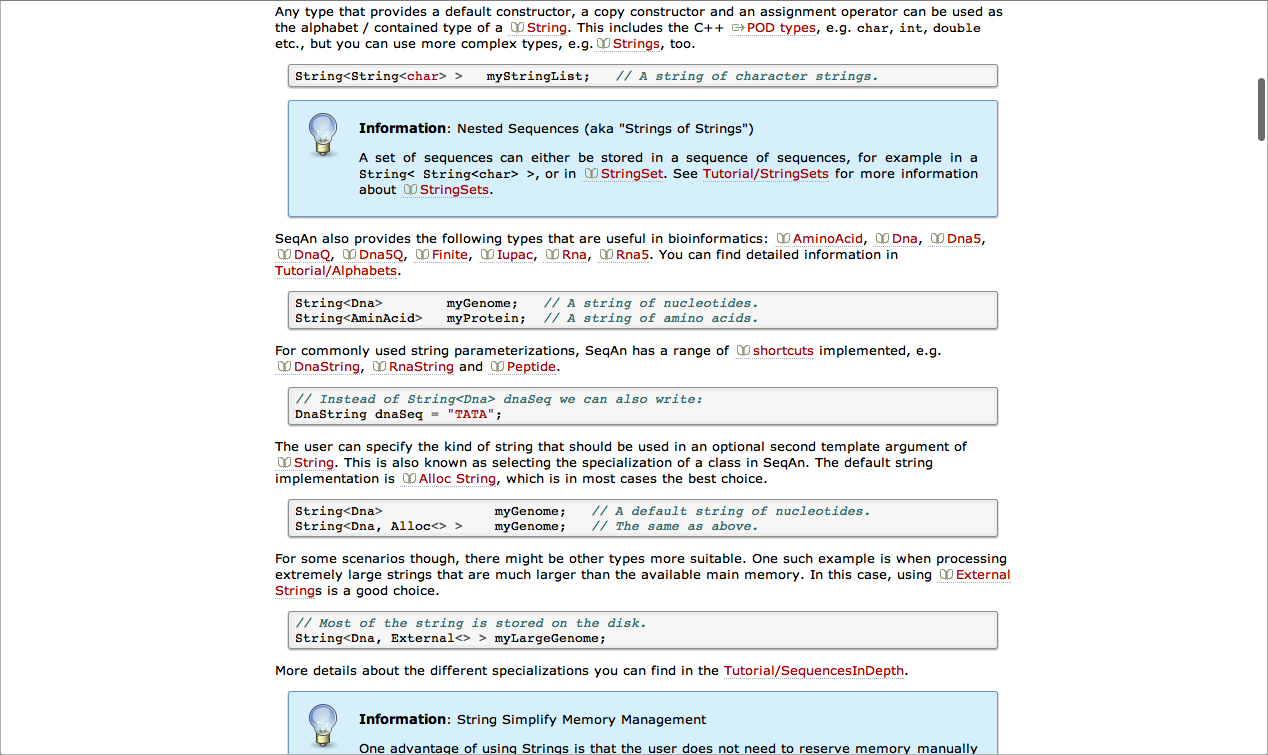 Any type that provides a default constructor, a copy constructor and an assignment operator can be used as
the alphabet / contained type of a String. This includes the C++ POD types, e.g. char, int, double
etc., but you can use more complex types, e.g. Strings, too.
String<String<char> >   myStringList;   // A string of character strings.
Information: Nested Sequences (aka "Strings of Strings")
A set of sequences can either be stored in a sequence of sequences, for example in a
String< String<char> >, or in StringSet. See Tutorial/StringSets for more information
about StringSets.
SeqAn also provides the following types that are useful in bioinformatics: AminoAcid, Dna, Dna5,
DnaQ, Dna5Q, Finite, Iupac, Rna, Rna5. You can find detailed information in
Tutorial/Alphabets.
String<Dna>        myGenome;   // A string of nucleotides.
String<AminAcid>   myProtein;  // A string of amino acids.
For commonly used string parameterizations, SeqAn has a range of shortcuts implemented, e.g.
DnaString, RnaString and Peptide.
// Instead of String<Dna> dnaSeq we can also write:
DnaString dnaSeq = "TATA";
The user can specify the kind of string that should be used in an optional second template argument of
String. This is also known as selecting the specialization of a class in SeqAn. The default string
implementation is Alloc String, which is in most cases the best choice.
String<Dna>              myGenome;   // A default string of nucleotides.
String<Dna, Alloc<> >    myGenome;   // The same as above.
For some scenarios though, there might be other types more suitable. One such example is when processing
extremely large strings that are much larger than the available main memory. In this case, using External
Strings is a good choice.
// Most of the string is stored on the disk.
String<Dna, External<> > myLargeGenome;
More details about the different specializations you can find in the Tutorial/SequencesInDepth.
Information: String Simplify Memory Management
One advantage of using Strings is that the user does not need to reserve memory manually